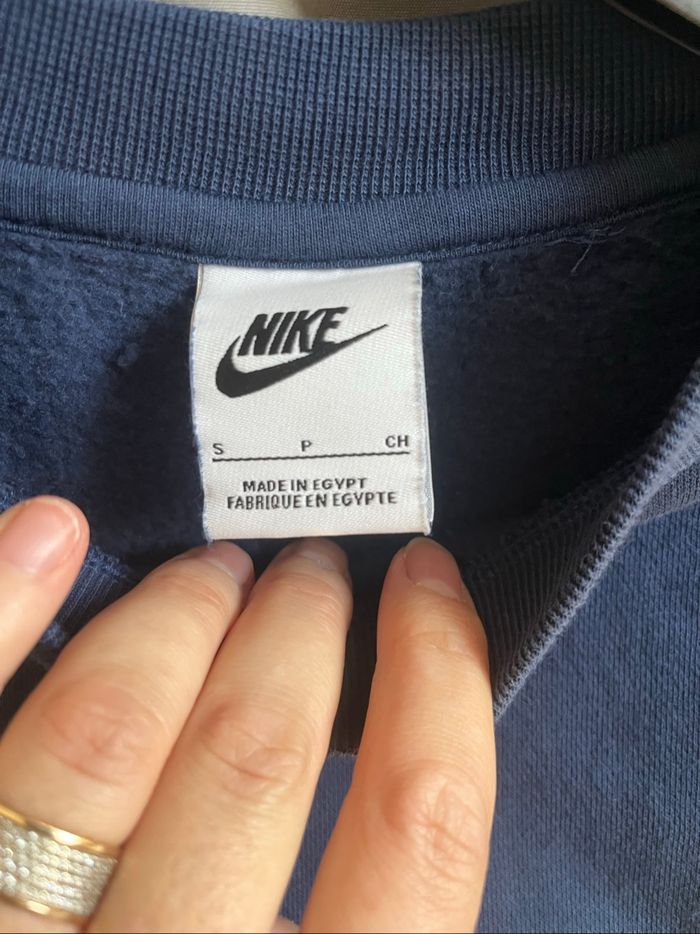 NIKE
S P CH
MADE IN EGYPT
FABRIQUE EN EGYPTE